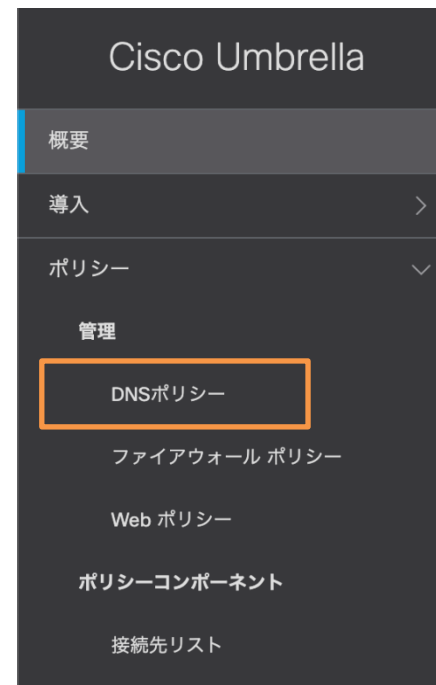 Cisco Umbrella
概要
導入
ポリシー
管理
DNSポリシー
ファイアウォール ポリシー
Web ポリシー
ポリシーコンポーネント
接続先リスト